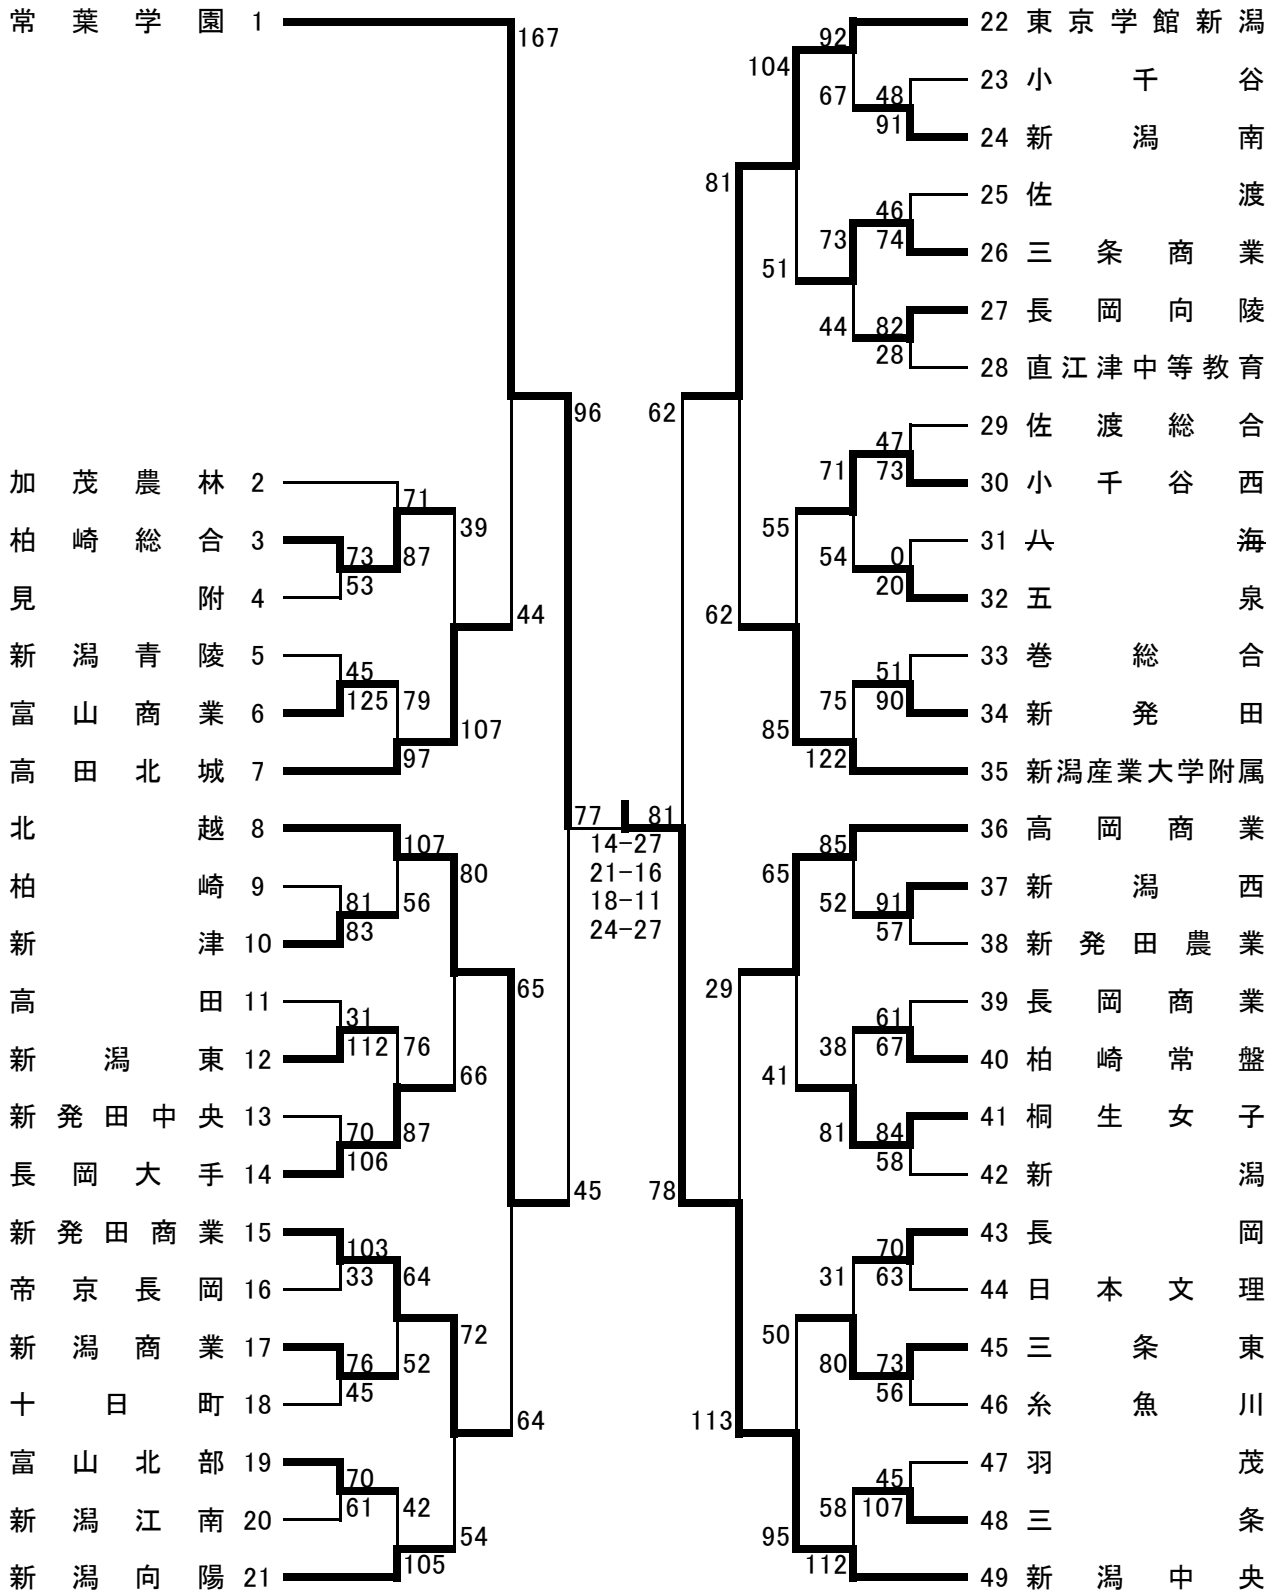 常葉学園 1
167
加茂農林 2
71
39
柏崎総合 3
73 87
53
見附 4
44
新潟青陵 5
45
富山商業 6
125 79
107
高田北城 7
97
96
北越 8
107
80
柏崎 9
81 56
83
新津 10
65
高田 11
31
新潟東 12
112 76
66
新発田中央 13
70 87
106
長岡大手 14
45
新発田商業 15
103
33 64
帝京長岡 16
72
新潟商業 17
76 52
45
十日町 18
64
富山北部 19
70
61 42
新潟江南 20
54
新潟向陽 21
105
77 81
14-27
21-16
18-11
24-27
22 東京学館新潟
92
104
23 小千谷
67 48
91
24 新潟南
81
25 佐渡
46
73 74
26 三条商業
51
27 長岡向陵
44 82
28
28 直江津中等教育
62
29 佐渡総合
47
71 73
30 小千谷西
55
31 八海
54 0
20
32 五泉
62
33 巻総合
51
75 90
34 新発田
85
122
35 新潟産業大学附属
36 高岡商業
85
65
37 新潟西
52 91
57
38 新発田農業
29
39 長岡商業
61
38 67
40 柏崎常盤
41
41 桐生女子
81 84
58
42 新潟
78
43 長岡
70
31 63
44 日本文理
50
45 三条東
80 73
56
46 糸魚川
113
47 羽茂
45
58 107
48 三条
95
112
49 新潟中央